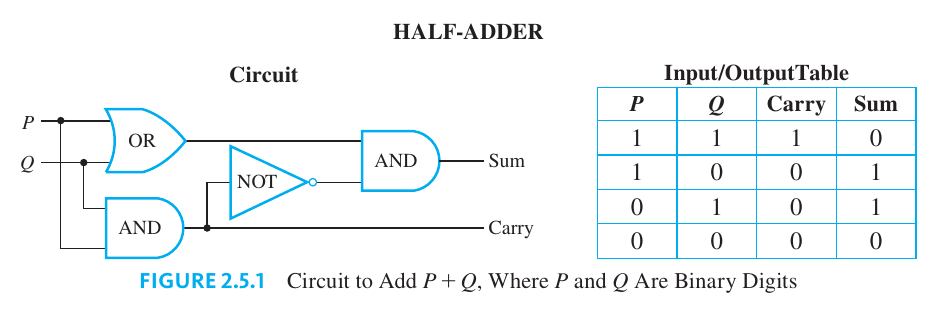 HALF-ADDER
Circuit
P
Q
OR
NOT
AND
AND
Sum
Carry
Input/OutputTable
P Q Carry Sum
1 1 1 0
1 0 0 1
0 1 0 1
0 0 0 0
FIGURE 2.5.1 Circuit to Add P + Q, Where P and Q Are Binary Digits